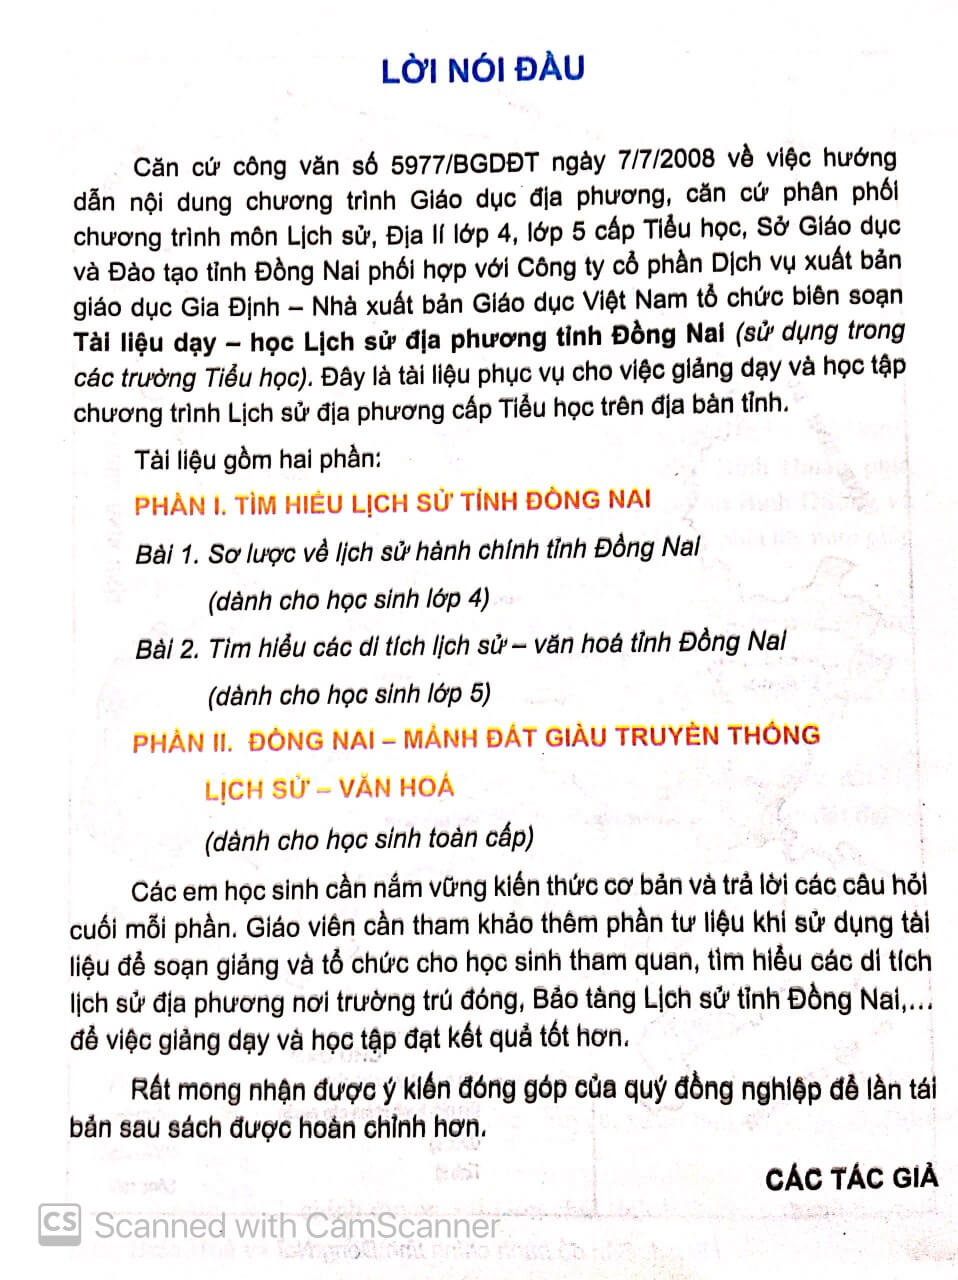 LỜI NÓI ĐẦU
Căn cứ công văn số 5977/BGDĐT ngày 7/7/2008 về việc hướng
dẫn nội dung chương trình Giáo dục địa phương, căn cứ phân phối
chương trình môn Lịch sử, Địa lí lớp 4, lớp 5 cấp Tiểu học, Sở Giáo dục
và Đào tạo tỉnh Đồng Nai phối hợp với Công ty cổ phần Dịch vụ xuất bản
giáo dục Gia Định – Nhà xuất bản Giáo dục Việt Nam tổ chức biên soạn
Tài liệu dạy – học Lịch sử địa phương tỉnh Đồng Nai (sử dụng trong
các trường Tiểu học). Đây là tài liệu phục vụ cho việc giảng dạy và học tập
chương trình Lịch sử địa phương cấp Tiểu học trên địa bàn tỉnh.
Tài liệu gồm hai phần:
PHẦN I. TÌM HIỂU LỊCH SỬ TỈNH ĐỒNG NAI
Bài 1. Sơ lược về lịch sử hành chính tỉnh Đồng Nai
(dành cho học sinh lớp 4)
Bài 2. Tìm hiểu các di tích lịch sử – văn hoá tỉnh Đồng Nai
(dành cho học sinh lớp 5)
PHẦN II. ĐỒNG NAI – MẢNH ĐẤT GIÀU TRUYỀN THỐNG
LỊCH SỬ – VĂN HOÁ
(dành cho học sinh toàn cấp)
Các em học sinh cần nắm vững kiến thức cơ bản và trả lời các câu hỏi
cuối mỗi phần. Giáo viên cần tham khảo thêm phần tư liệu khi sử dụng tài
liệu để soạn giảng và tổ chức cho học sinh tham quan, tìm hiểu các di tích
lịch sử địa phương nơi trường trú đóng, Bảo tàng Lịch sử tỉnh Đồng Nai,...
để việc giảng dạy và học tập đạt kết quả tốt hơn.
Rất mong nhận được ý kiến đóng góp của quý đồng nghiệp để lần tái
bản sau sách được hoàn chỉnh hơn.
CÁC TÁC GIẢ
CS Scanned with CamScanner